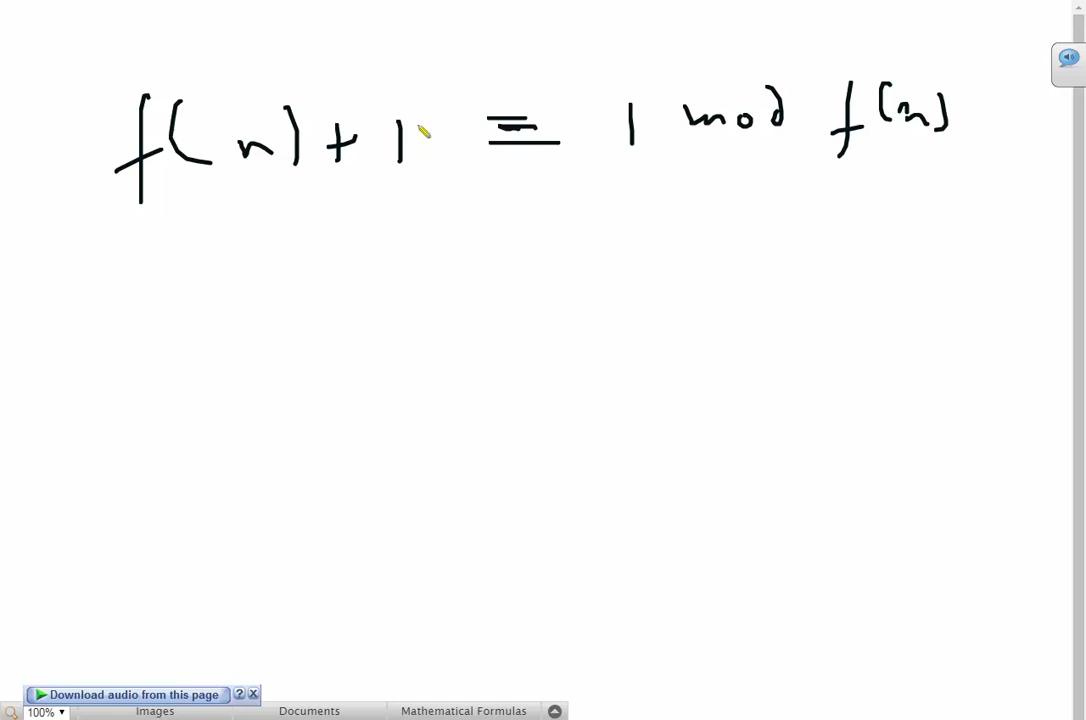 f(n) + 1 ≡ 1 mod f(n)
Download audio from this page ? x
100% ▼ Images Documents Mathematical Formulas